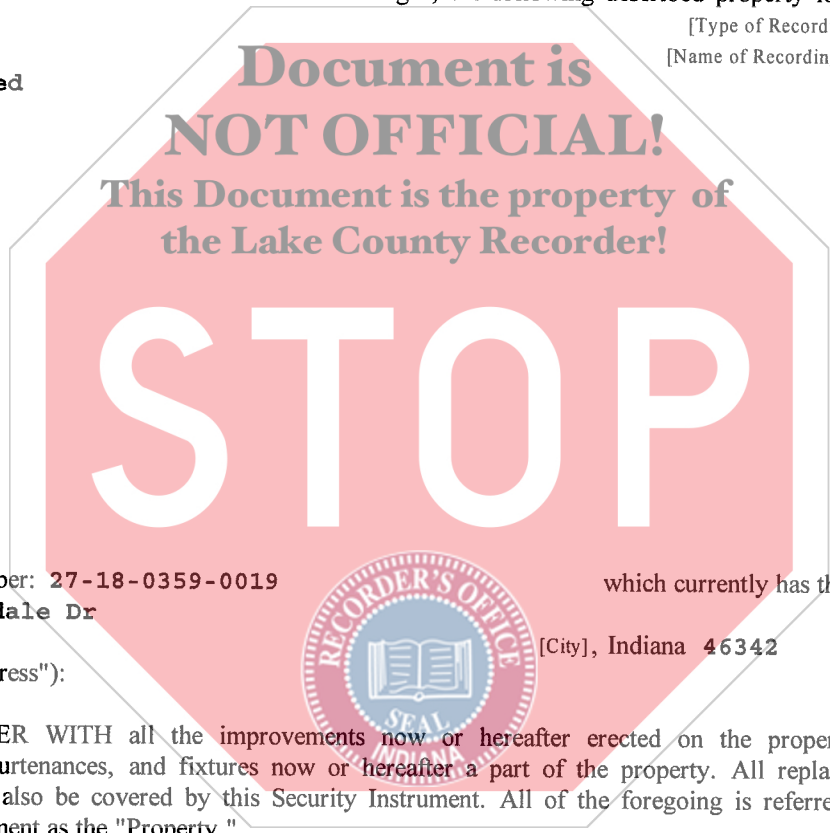 [Type of Record
[Name of Recordin
ed
Document is
NOT OFFICIAL!
This Document is the property of
the Lake County Recorder!
STOP
ber: 27-18-0359-0019 which currently has th
dale Dr
[City], Indiana 46342
ress"):
RECORDER'S OFFICE
SEAL
INDIANA
ER WITH all the improvements now or hereafter erected on the proper
urtenances, and fixtures now or hereafter a part of the property. All repla
also be covered by this Security Instrument. All of the foregoing is referre
ment as the "Property."